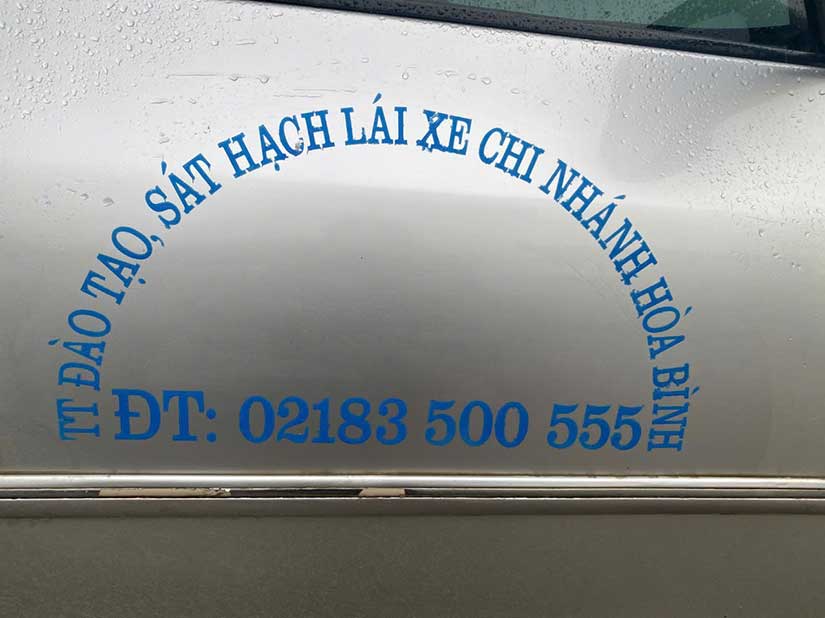 TT ĐÀO TẠO, SÁT HẠCH LÁI XE CHI NHÁNH HÒA BÌNH
ĐT: 02183 500 555